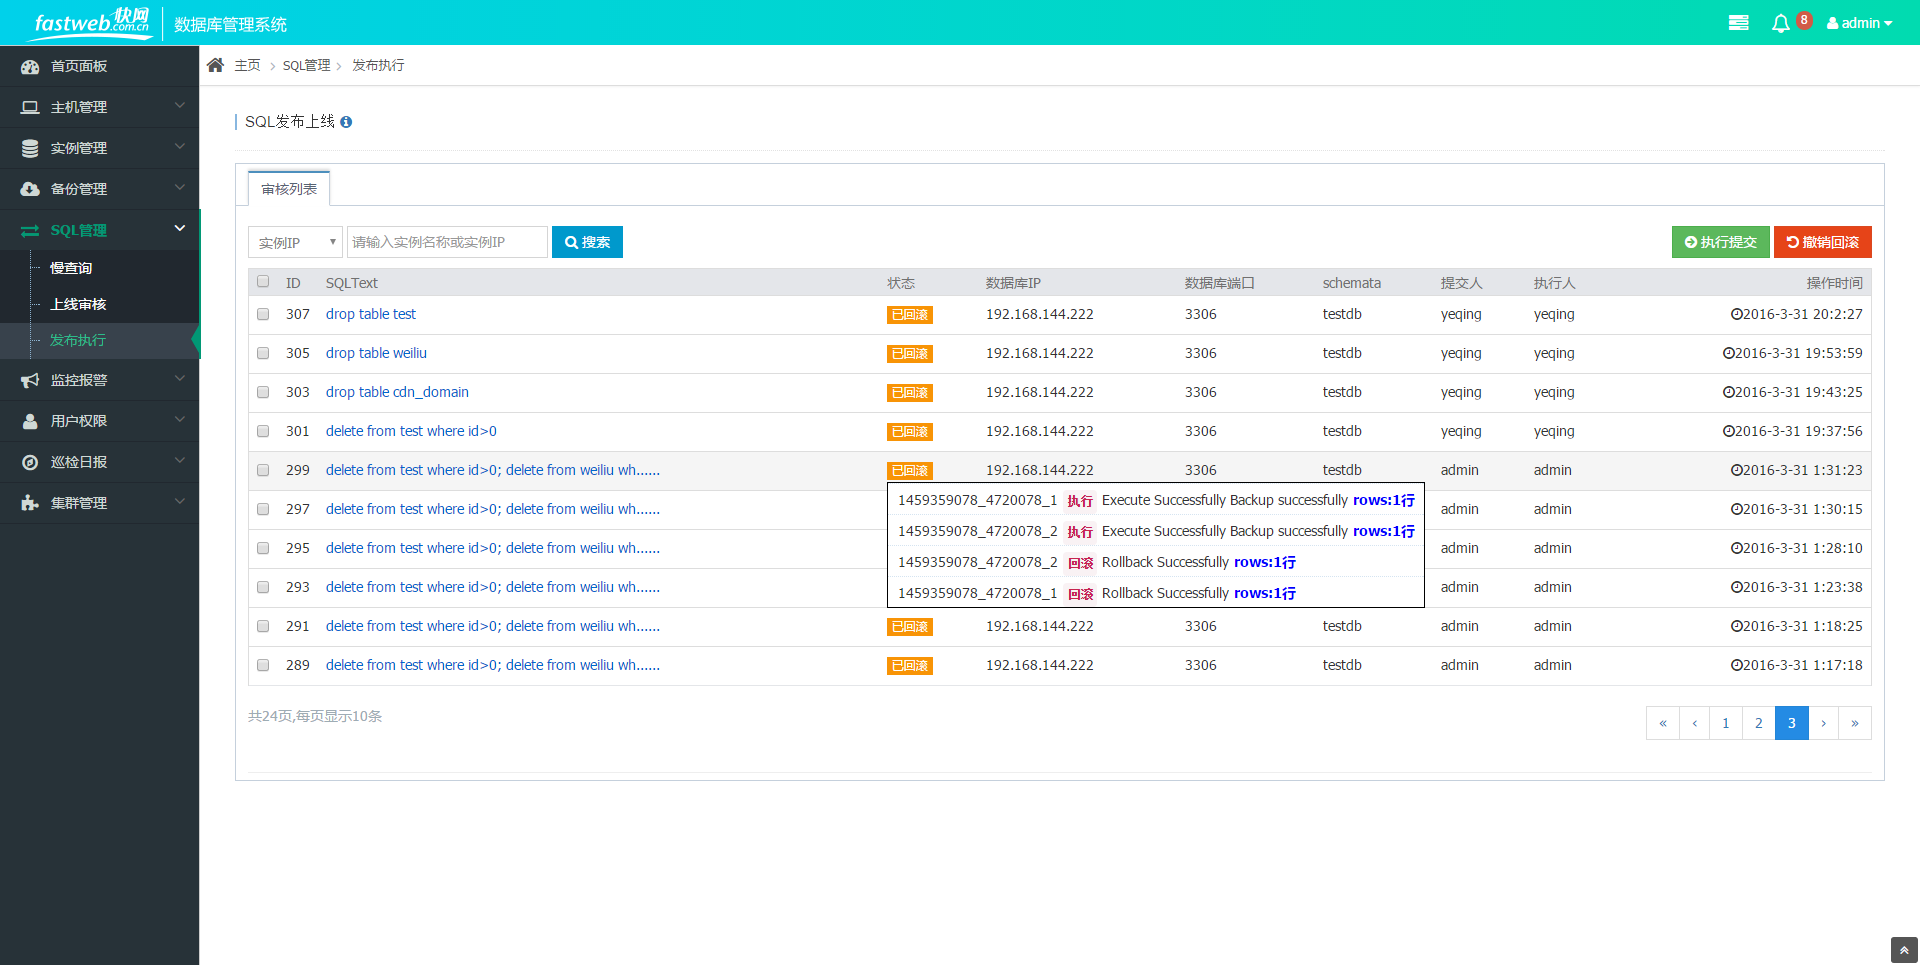 fastweb快网
.com.cn
数据库管理系统
8
admin
首页面板
主机管理
实例管理
备份管理
SQL管理
慢查询
上线审核
发布执行
监控报警
用户权限
巡检日报
集群管理
主页 > SQL管理 > 发布执行
SQL发布上线
审核列表
实例IP 请输入实例名称或实例IP 搜索 执行提交 撤销回滚
ID SQLText 状态 数据库IP 数据库端口 schemata 提交人 执行人 操作时间
307 drop table test 已回滚 192.168.144.222 3306 testdb yeqing yeqing 2016-3-31 20:2:27
305 drop table weiliu 已回滚 192.168.144.222 3306 testdb yeqing yeqing 2016-3-31 19:53:59
303 drop table cdn_domain 已回滚 192.168.144.222 3306 testdb yeqing yeqing 2016-3-31 19:43:25
301 delete from test where id>0 已回滚 192.168.144.222 3306 testdb yeqing yeqing 2016-3-31 19:37:56
299 delete from test where id>0; delete from weiliu wh...... 已回滚 192.168.144.222 3306 testdb admin admin 2016-3-31 1:31:23
297 delete from test where id>0; delete from weiliu wh...... admin admin 2016-3-31 1:30:15
295 delete from test where id>0; delete from weiliu wh...... admin admin 2016-3-31 1:28:10
293 delete from test where id>0; delete from weiliu wh...... admin admin 2016-3-31 1:23:38
1459359078_4720078_1 执行 Execute Successfully Backup successfully rows:1行
1459359078_4720078_2 执行 Execute Successfully Backup successfully rows:1行
1459359078_4720078_2 回滚 Rollback Successfully rows:1行
1459359078_4720078_1 回滚 Rollback Successfully rows:1行
291 delete from test where id>0; delete from weiliu wh...... 已回滚 192.168.144.222 3306 testdb admin admin 2016-3-31 1:18:25
289 delete from test where id>0; delete from weiliu wh...... 已回滚 192.168.144.222 3306 testdb admin admin 2016-3-31 1:17:18
共24页,每页显示10条
« ‹ 1 2 3 › »